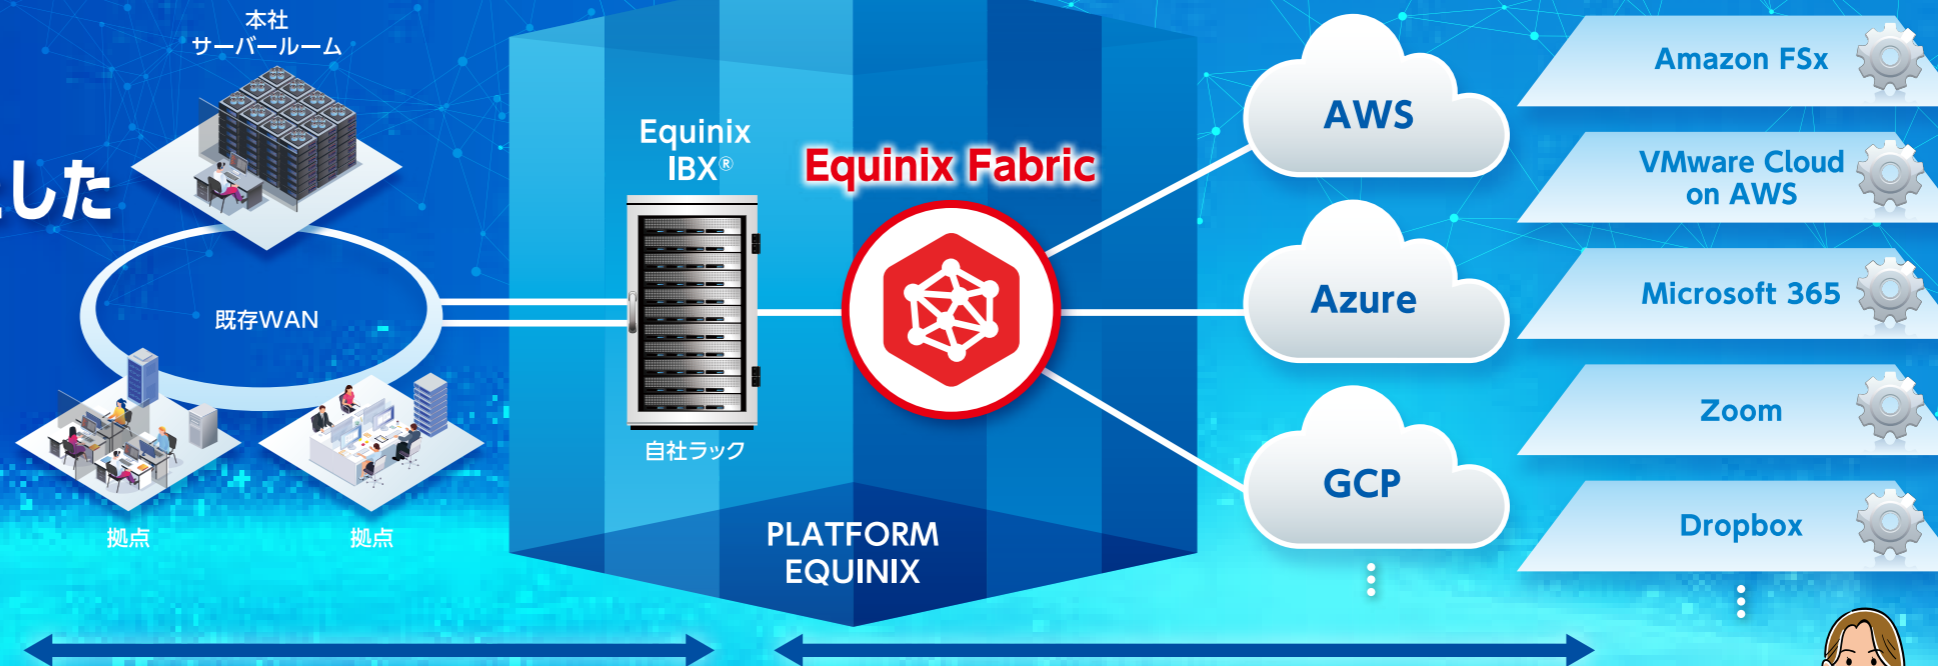 本社
サーバールーム
した
既存WAN
拠点
拠点
Equinix
IBX®
自社ラック
Equinix Fabric
PLATFORM
EQUINIX
AWS
Azure
GCP
Amazon FSx
VMware Cloud
on AWS
Microsoft 365
Zoom
Dropbox